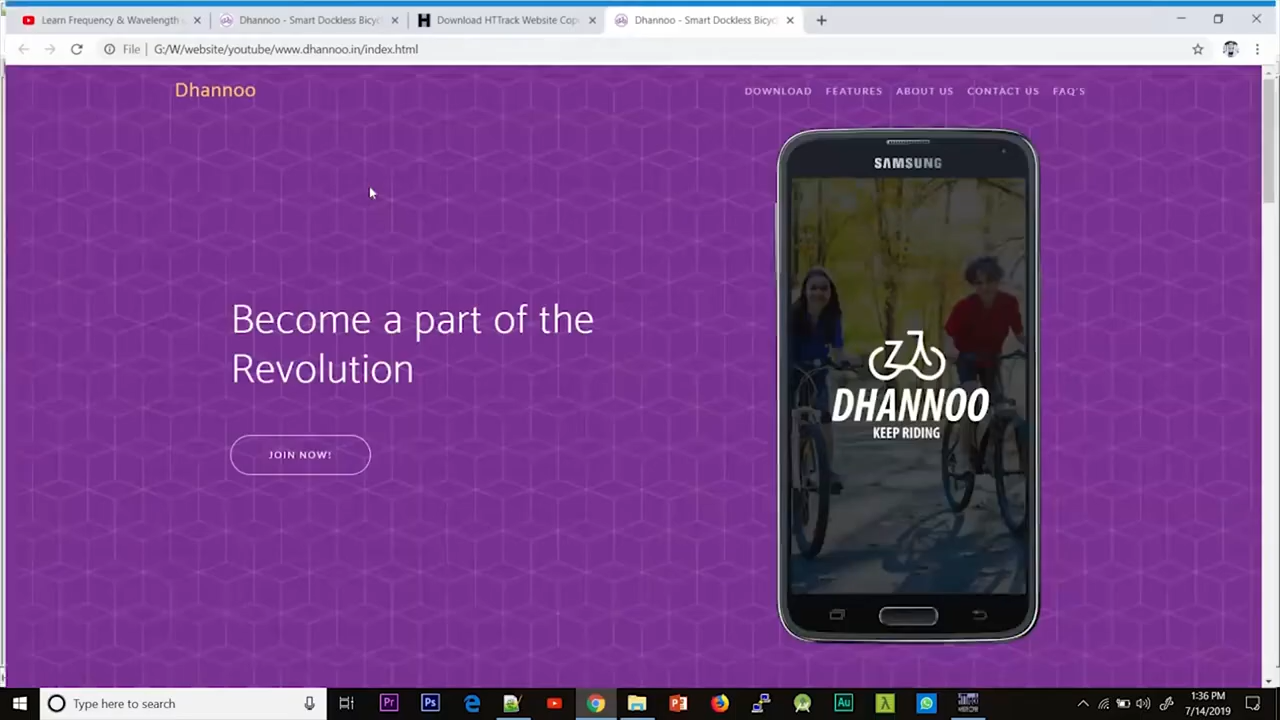 Learn Frequency & Wavelength
Dhannoo - Smart Dockless Bicyc
Download HTTrack Website Cop
Dhannoo - Smart Dockless Bicyc
File
G:/W/website/youtube/www.dhannoo.in/index.html
Dhannoo
DOWNLOAD
FEATURES
ABOUT US
CONTACT US
FAQ'S
SAMSUNG
Become a part of the
Revolution
DHANNOO
KEEP RIDING
JOIN NOW!
Type here to search
1:36 PM
7/14/2019